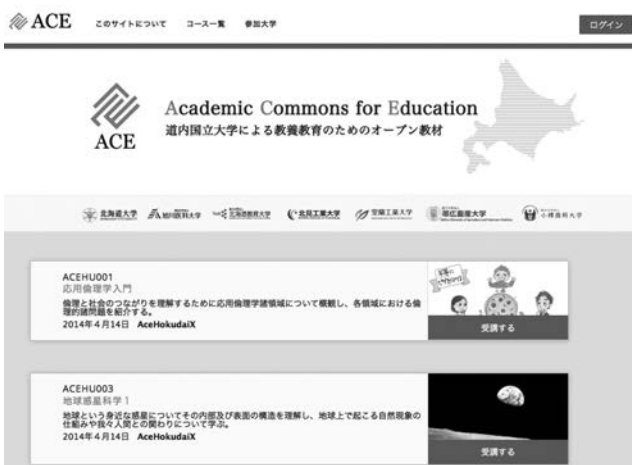 ACE
このサイトについて
コース一覧
参加大学
ログイン
ACE
Academic Commons for Education
道内国立大学による教養教育のためのオープン教材
北海道大学
旭川医科大学
北海道教育大学
北見工業大学
室蘭工業大学
帯広畜産大学
小樽商科大学
ACEHU001
応用倫理学入門
倫理と社会のつながりを理解するために応用倫理学諸領域について概観し、各領域における倫
理的諸問題を紹介する。
2014年4月14日 AceHokudaiX
受講する
ACEHU003
地球惑星科学1
地球という身近な惑星についてその内部及び表面の構造を理解し、地球上で起こる自然現象の
仕組みや我々人間との関わりについて学ぶ。
2014年4月14日 AceHokudaiX
受講する